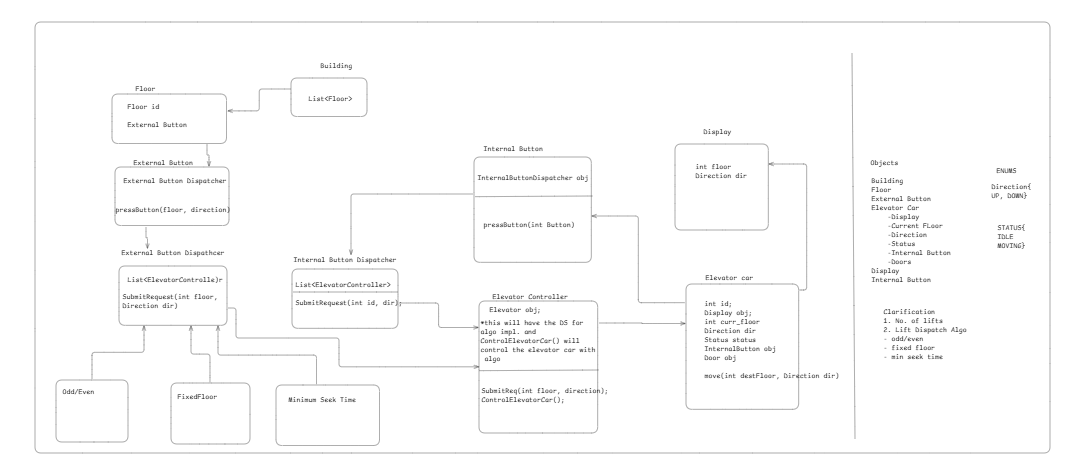 Building
List<Floor>
Floor
Floor id
External Button
External Button
External Button Dispatcher
pressButton(floor, direction)
External Button Dispathcer
List<ElevatorControlle)r
SubmitRequest(int floor,
Direction dir)
Odd/Even
FixedFloor
Minimum Seek Time
Internal Button Dispatcher
List<ElevatorController>
SubmitRequest(int id, dir);
Internal Button
InternalButtonDispatcher obj
pressButton(int Button)
Elevator Controller
Elevator obj;
*this will have the DS for
algo impl. and
ControlElevatorCar() will
control the elevator car with
algo
SubmitReq(int floor, direction);
ControlElevatorCar();
Display
int floor
Direction dir
Elevator car
int id;
Display obj;
int curr_floor
Direction dir
Status status
InternalButton obj
Door obj
move(int destFloor, Direction dir)
Objects
Building
Floor
External Button
Elevator Car
-Display
-Current FLoor
-Direction
-Status
-Internal Button
-Doors
Display
Internal Button
ENUMS
Direction{
UP, DOWN}
STATUS{
IDLE
MOVING}
Clarification
1. No. of lifts
2. Lift Dispatch Algo
- odd/even
- fixed floor
- min seek time